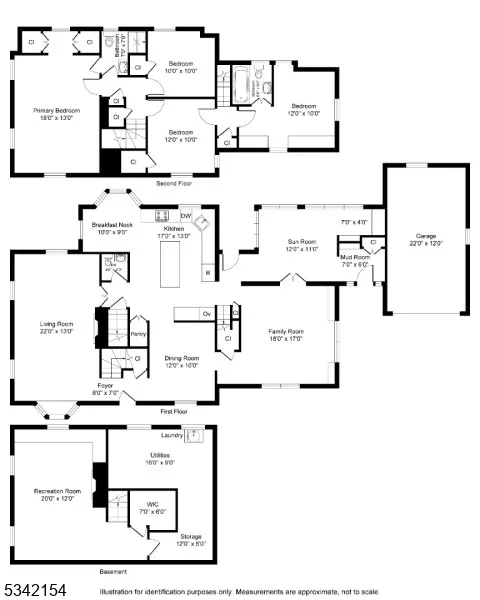 Cl
Cl
Bathroom
7'0" x 7'0"
Cl
Bedroom
10'0" x 10'0"
Primary Bedroom
18'0" x 13'0"
Cl
Cl
Bedroom
12'0" x 10'0"
Bedroom
12'0" x 10'0"
Cl
Cl
Second Floor
Breakfast Nook
10'0" x 9'0"
DW
Kitchen
17'0" x 13'0"
R
7'0" x 4'0"
Sun Room
12'0" x 11'0"
Cl
Mud Room
7'0" x 6'0"
Garage
22'0" x 12'0"
Living Room
22'0" x 13'0"
Pantry
Ov
Cl
Cl
Family Room
18'0" x 17'0"
Dining Room
12'0" x 10'0"
Cl
Foyer
8'0" x 7'0"
First Floor
Laundry
Utilities
16'0" x 9'0"
Recreation Room
20'0" x 12'0"
WIC
7'0" x 6'0"
Storage
12'0" x 5'0"
Basement
5342154
Illustration for identification purposes only. Measurements are approximate, not to scale.